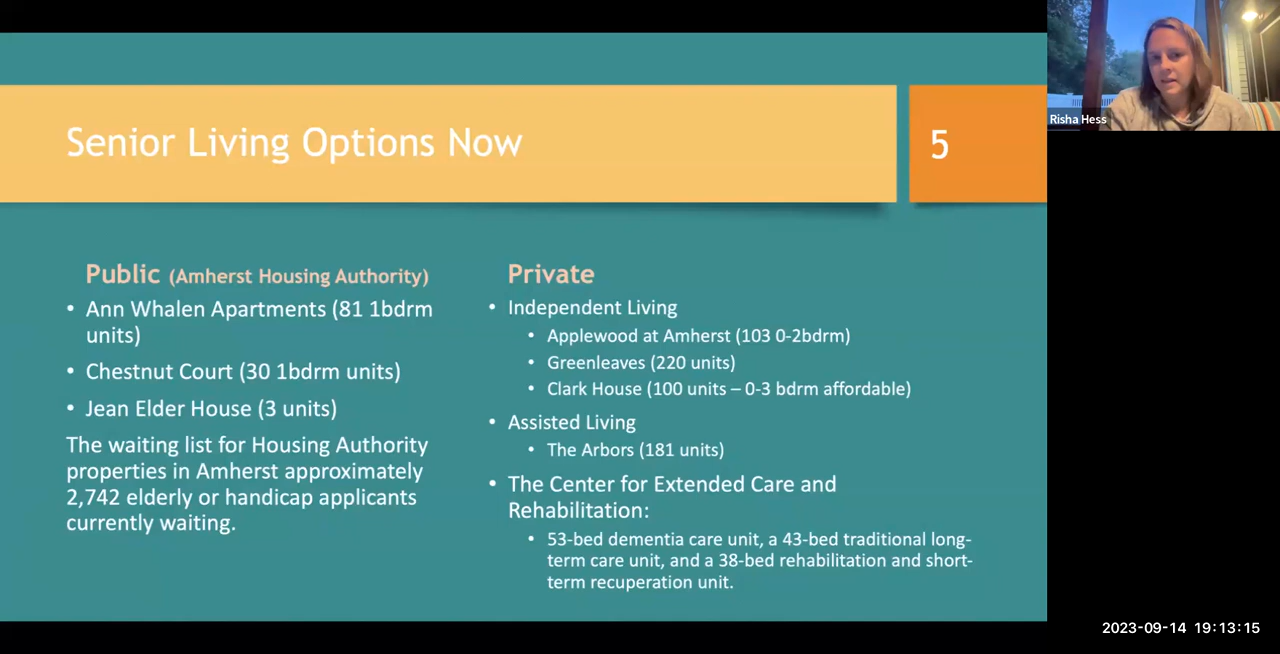 Senior Living Options Now
5
Risha Hess
Public (Amherst Housing Authority)
• Ann Whalen Apartments (81 1bdrm
units)
• Chestnut Court (30 1bdrm units)
• Jean Elder House (3 units)
The waiting list for Housing Authority
properties in Amherst approximately
2,742 elderly or handicap applicants
currently waiting.
Private
• Independent Living
• Applewood at Amherst (103 0-2bdrm)
• Greenleaves (220 units)
• Clark House (100 units – 0-3 bdrm affordable)
• Assisted Living
• The Arbors (181 units)
• The Center for Extended Care and
Rehabilitation:
• 53-bed dementia care unit, a 43-bed traditional long-
term care unit, and a 38-bed rehabilitation and short-
term recuperation unit.
2023-09-14 19:13:15